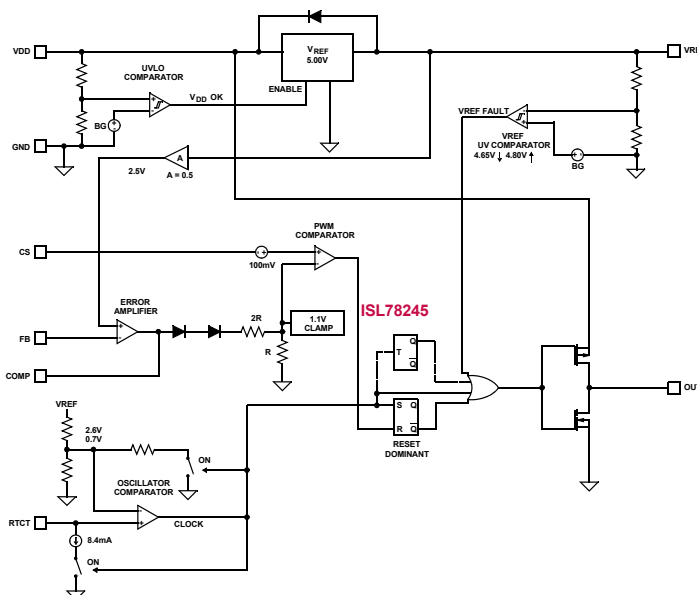 VDD
UVLO
COMPARATOR
VDD OK
ENABLE
VREF
5.00V
VRE
BG
GND
2.5V
A
A = 0.5
VREF FAULT
VREF
UV COMPARATOR
4.65V 4.80V
BG
PWM
COMPARATOR
CS
100mV
ERROR
AMPLIFIER
2R
1.1V
CLAMP
ISL78245
FB
R
COMP
T
Q
Q
VREF
2.6V
0.7V
S Q
R Q
RESET
DOMINANT
OUT
ON
OSCILLATOR
COMPARATOR
RTCT
CLOCK
8.4mA
ON